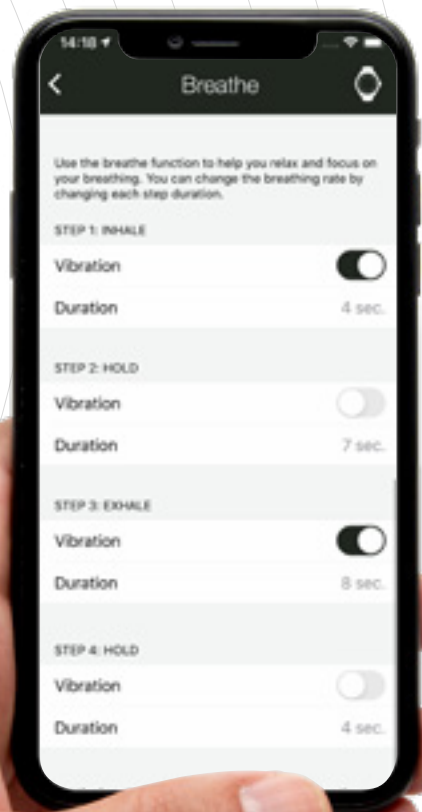 14:18
Breathe
Use the breathe function to help you relax and focus on
your breathing. You can change the breathing rate by
changing each step duration.
STEP 1: INHALE
Vibration
Duration 4 sec.
STEP 2: HOLD
Vibration
Duration 7 sec.
STEP 3: EXHALE
Vibration
Duration 8 sec.
STEP 4: HOLD
Vibration
Duration 4 sec.